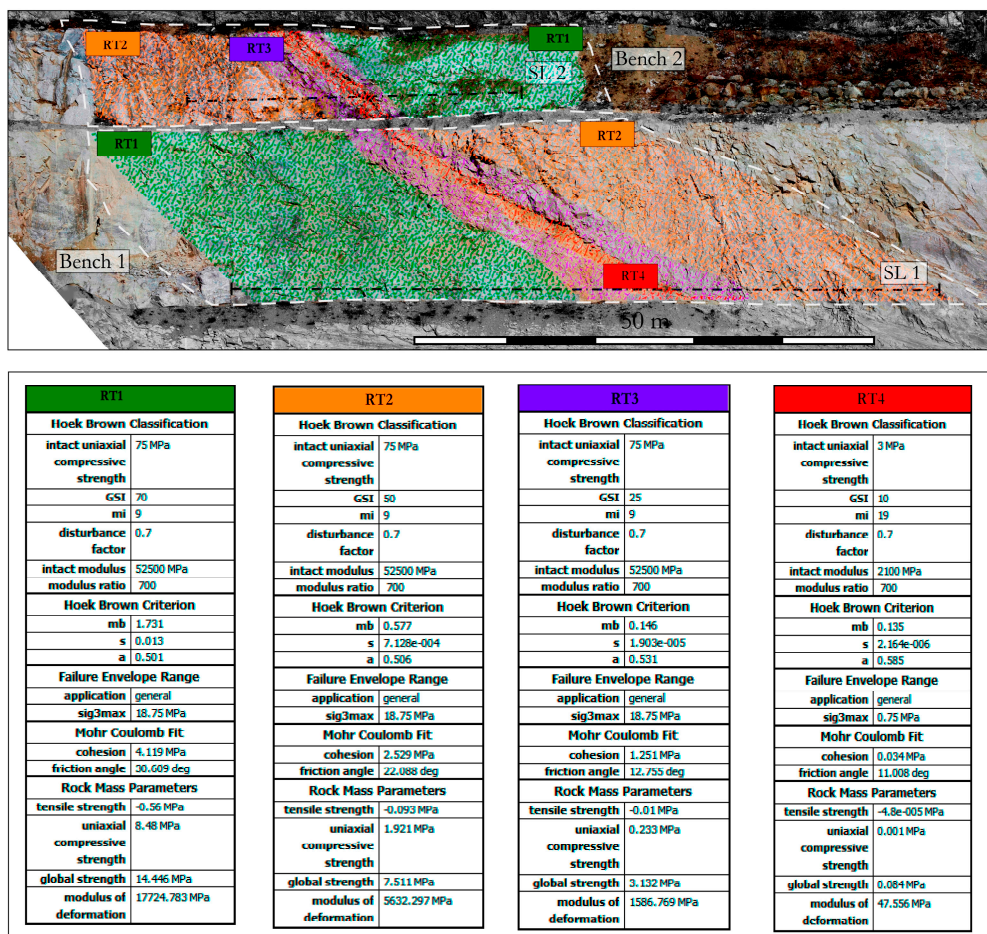 RT2
RT3
RT1
SL 2
Bench 2
RT1
RT2
Bench 1
RT4
SL 1
50 m
RT1
Hoek Brown Classification
intact uniaxial 75 MPa
compressive
strength
GSI 70
mi 9
disturbance 0.7
factor
intact modulus 52500 MPa
modulus ratio 700
Hoek Brown Criterion
mb 1.731
s 0.013
a 0.501
Failure Envelope Range
application general
sig3max 18.75 MPa
Mohr Coulomb Fit
cohesion 4.119 MPa
friction angle 30.609 deg
Rock Mass Parameters
tensile strength -0.56 MPa
uniaxial 8.48 MPa
compressive
strength
global strength 14.446 MPa
modulus of 17724.783 MPa
deformation
RT2
Hoek Brown Classification
intact uniaxial 75 MPa
compressive
strength
GSI 50
mi 9
disturbance 0.7
factor
intact modulus 52500 MPa
modulus ratio 700
Hoek Brown Criterion
mb 0.577
s 7.128e-004
a 0.506
Failure Envelope Range
application general
sig3max 18.75 MPa
Mohr Coulomb Fit
cohesion 2.529 MPa
friction angle 22.088 deg
Rock Mass Parameters
tensile strength -0.093 MPa
uniaxial 1.921 MPa
compressive
strength
global strength 7.511 MPa
modulus of 5632.297 MPa
deformation
RT3
Hoek Brown Classification
intact uniaxial 75 MPa
compressive
strength
GSI 25
mi 9
disturbance 0.7
factor
intact modulus 52500 MPa
modulus ratio 700
Hoek Brown Criterion
mb 0.146
s 1.903e-005
a 0.531
Failure Envelope Range
application general
sig3max 18.75 MPa
Mohr Coulomb Fit
cohesion 1.251 MPa
friction angle 12.755 deg
Rock Mass Parameters
tensile strength -0.01 MPa
uniaxial 0.233 MPa
compressive
strength
global strength 3.132 MPa
modulus of 1586.769 MPa
deformation
RT4
Hoek Brown Classification
intact uniaxial 3 MPa
compressive
strength
GSI 10
mi 19
disturbance 0.7
factor
intact modulus 2100 MPa
modulus ratio 700
Hoek Brown Criterion
mb 0.135
s 2.164e-006
a 0.585
Failure Envelope Range
application general
sig3max 0.75 MPa
Mohr Coulomb Fit
cohesion 0.034 MPa
friction angle 11.008 deg
Rock Mass Parameters
tensile strength -4.8e-005 MPa
uniaxial 0.001 MPa
compressive
strength
global strength 0.084 MPa
modulus of 47.556 MPa
deformation